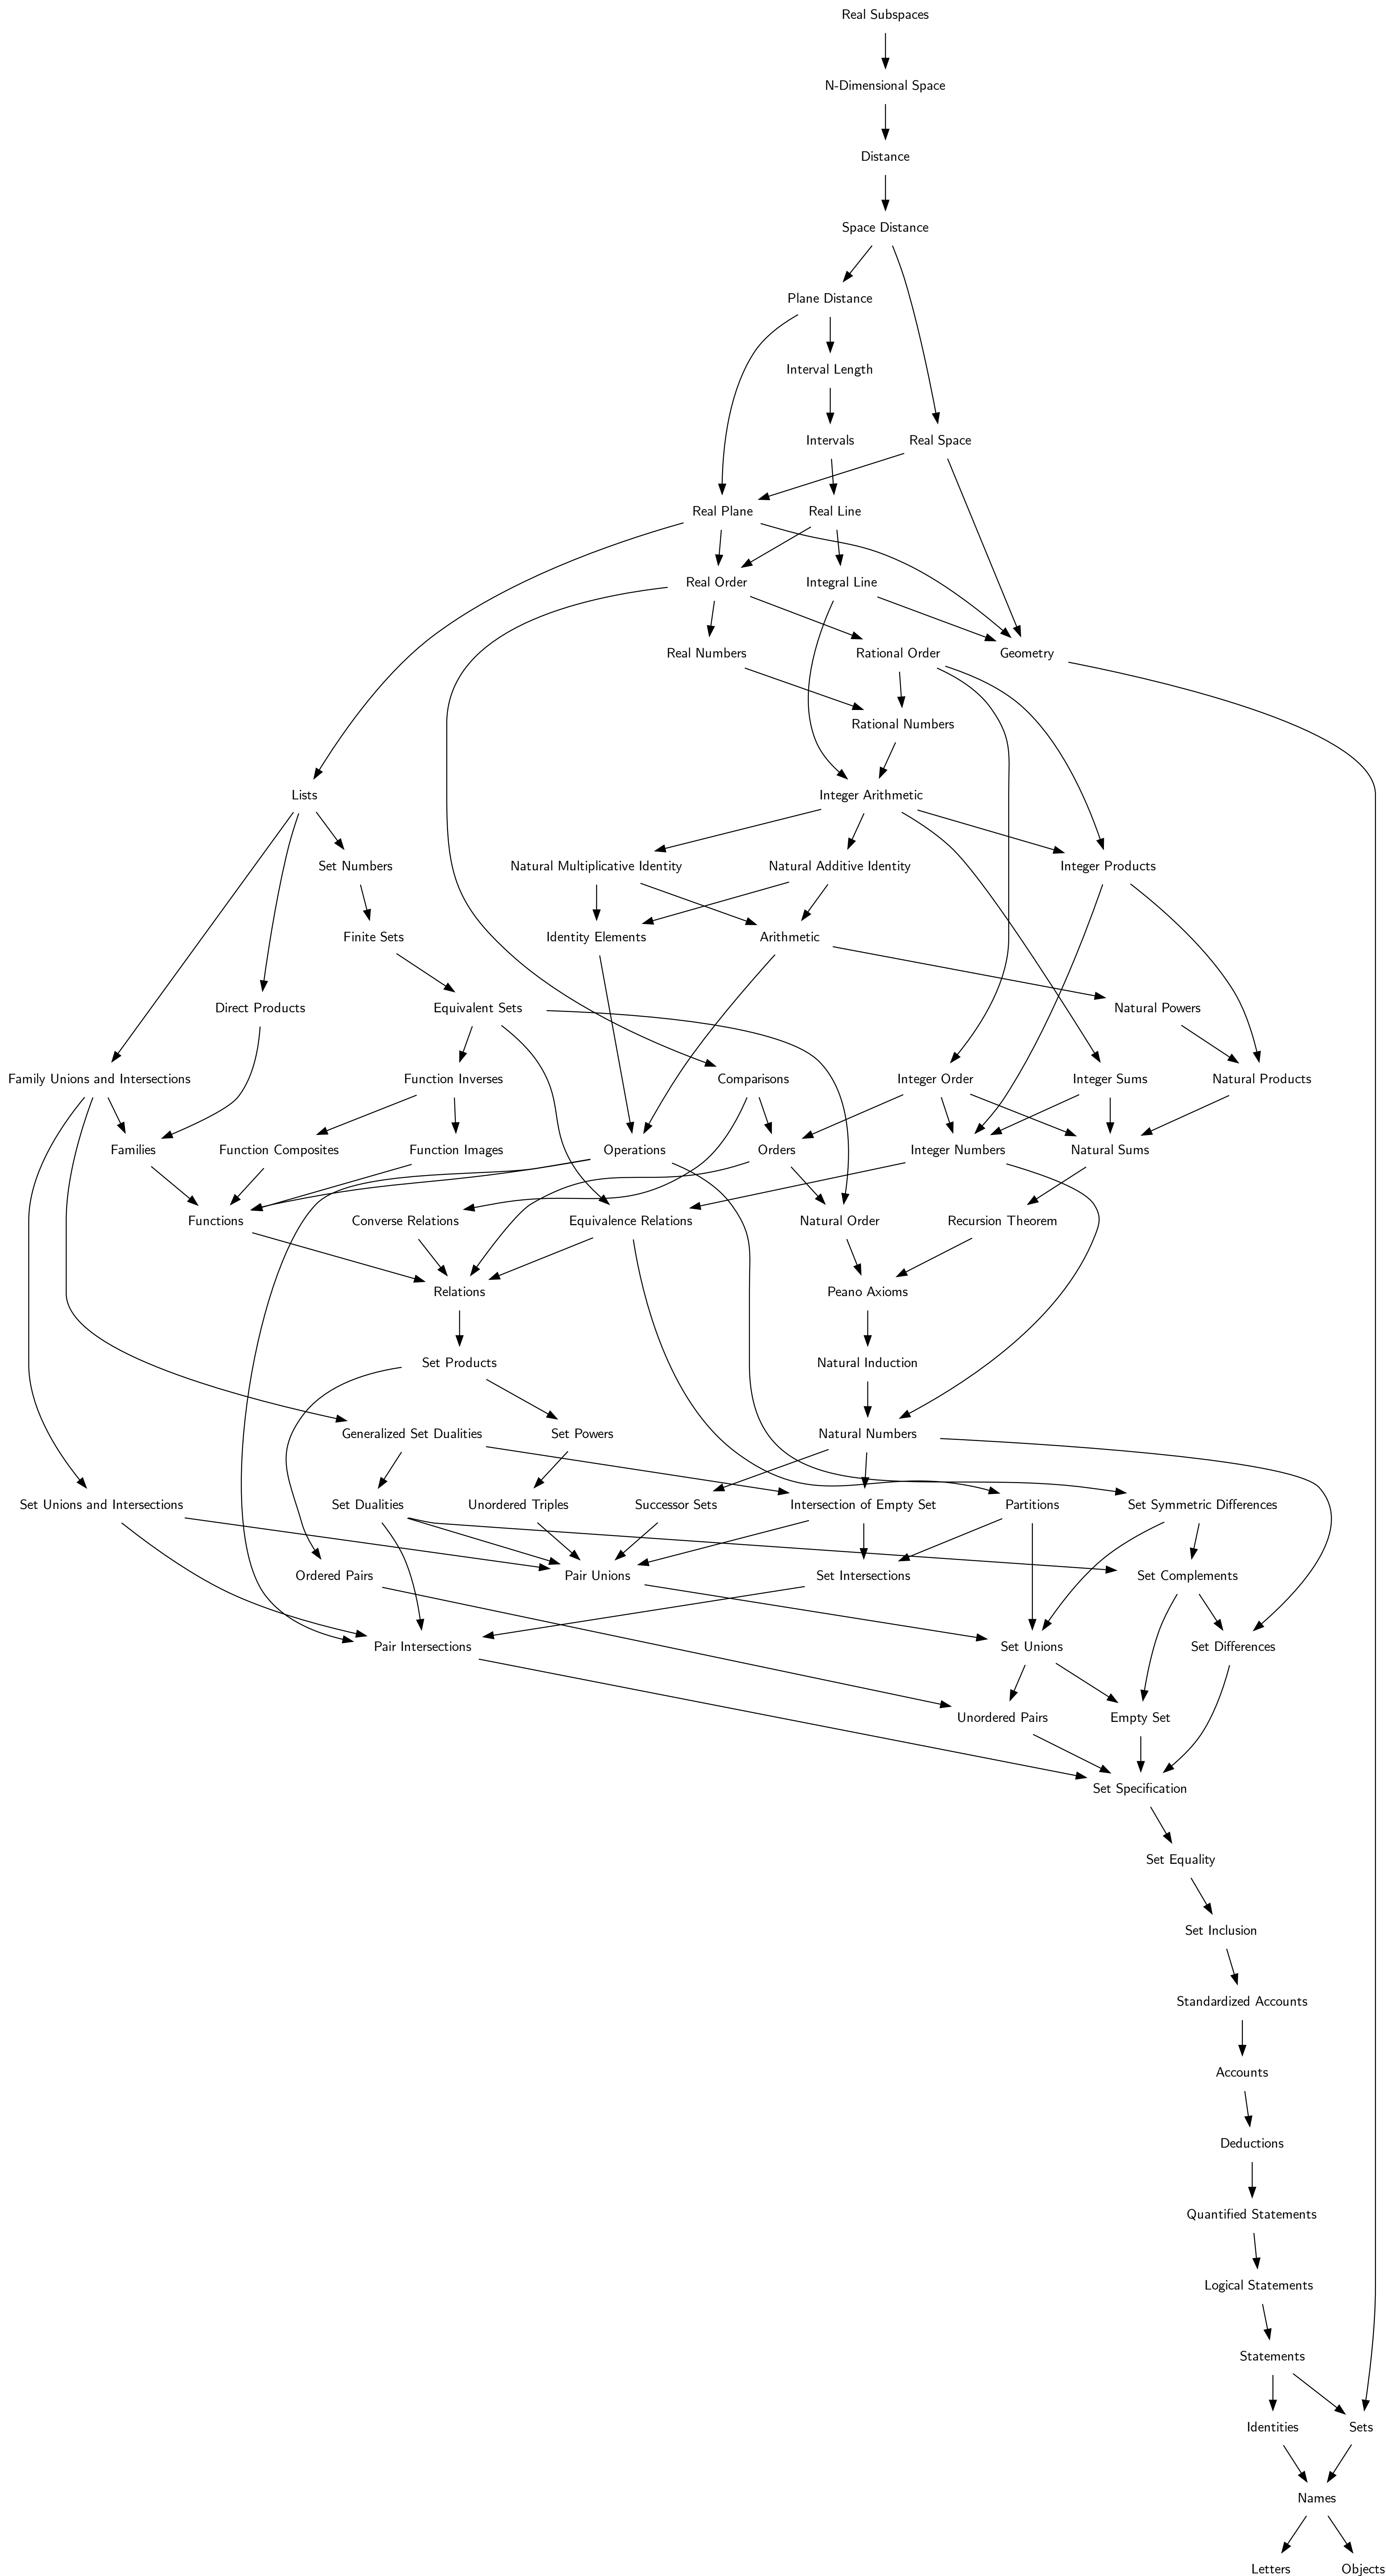 Real Subspaces
N-Dimensional Space
Distance
Space Distance
Plane Distance
Interval Length
Intervals Real Space
Real Plane Real Line
Real Order Integral Line
Real Numbers Rational Order Geometry
Rational Numbers
Lists Integer Arithmetic
Set Numbers Natural Multiplicative Identity Natural Additive Identity Integer Products
Finite Sets Identity Elements Arithmetic
Direct Products Equivalent Sets Natural Powers
Family Unions and Intersections Function Inverses Comparisons Integer Order Integer Sums Natural Products
Families Function Composites Function Images Operations Orders Integer Numbers Natural Sums
Functions Converse Relations Equivalence Relations Natural Order Recursion Theorem
Relations Peano Axioms
Set Products Natural Induction
Generalized Set Dualities Set Powers Natural Numbers
Set Unions and Intersections Set Dualities Unordered Triples Successor Sets Intersection of Empty Set Partitions Set Symmetric Differences
Ordered Pairs Pair Unions Set Intersections Set Complements
Pair Intersections Set Unions Set Differences
Unordered Pairs Empty Set
Set Specification
Set Equality
Set Inclusion
Standardized Accounts
Accounts
Deductions
Quantified Statements
Logical Statements
Statements
Identities Sets
Names
Letters Objects